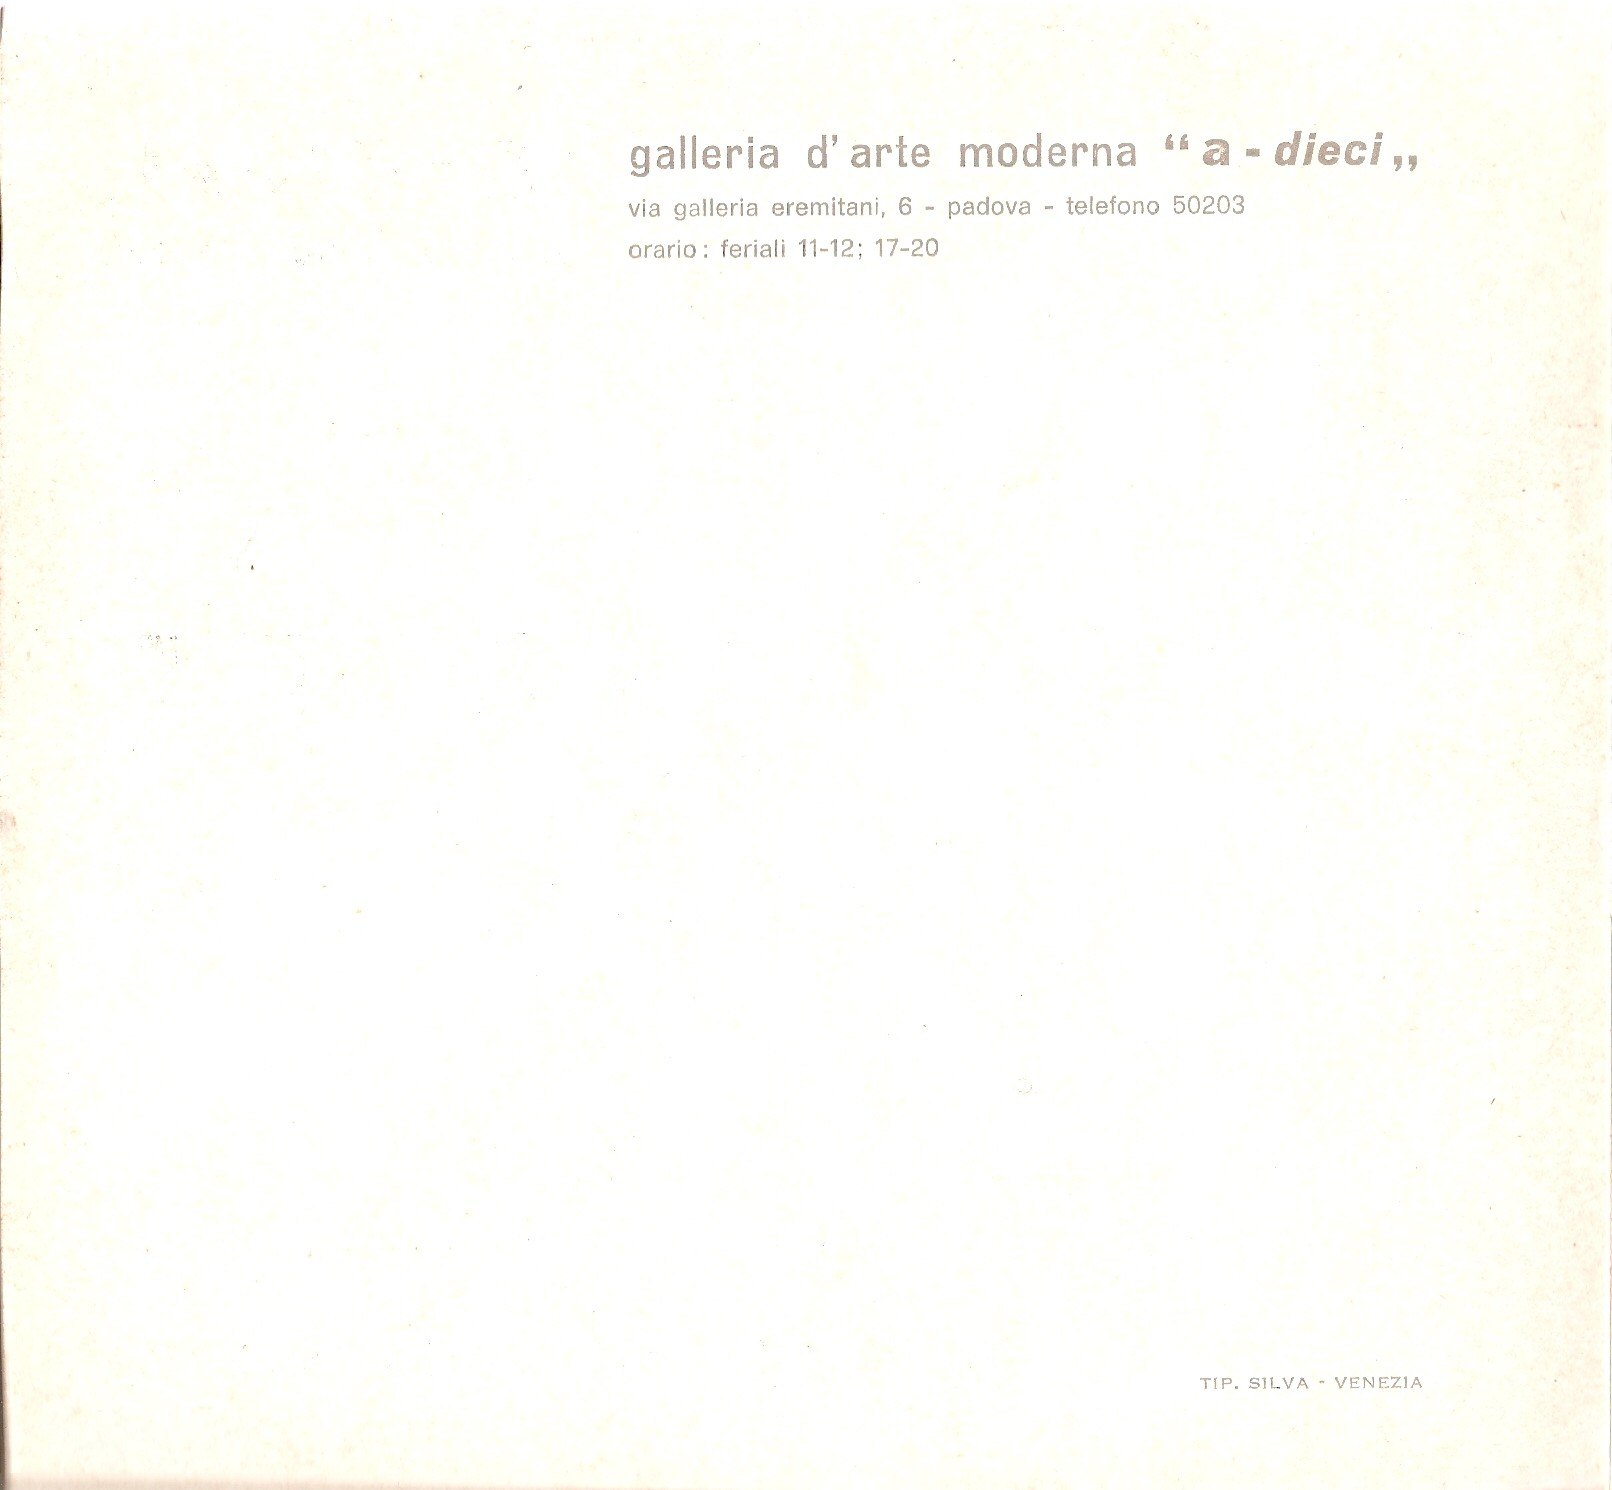 galleria d' arte moderna “ a - dieci „
via galleria eremitani, 6 - padova - telefono 50203
orario : feriali 11-12; 17-20
TIP. SILVA - VENEZIA